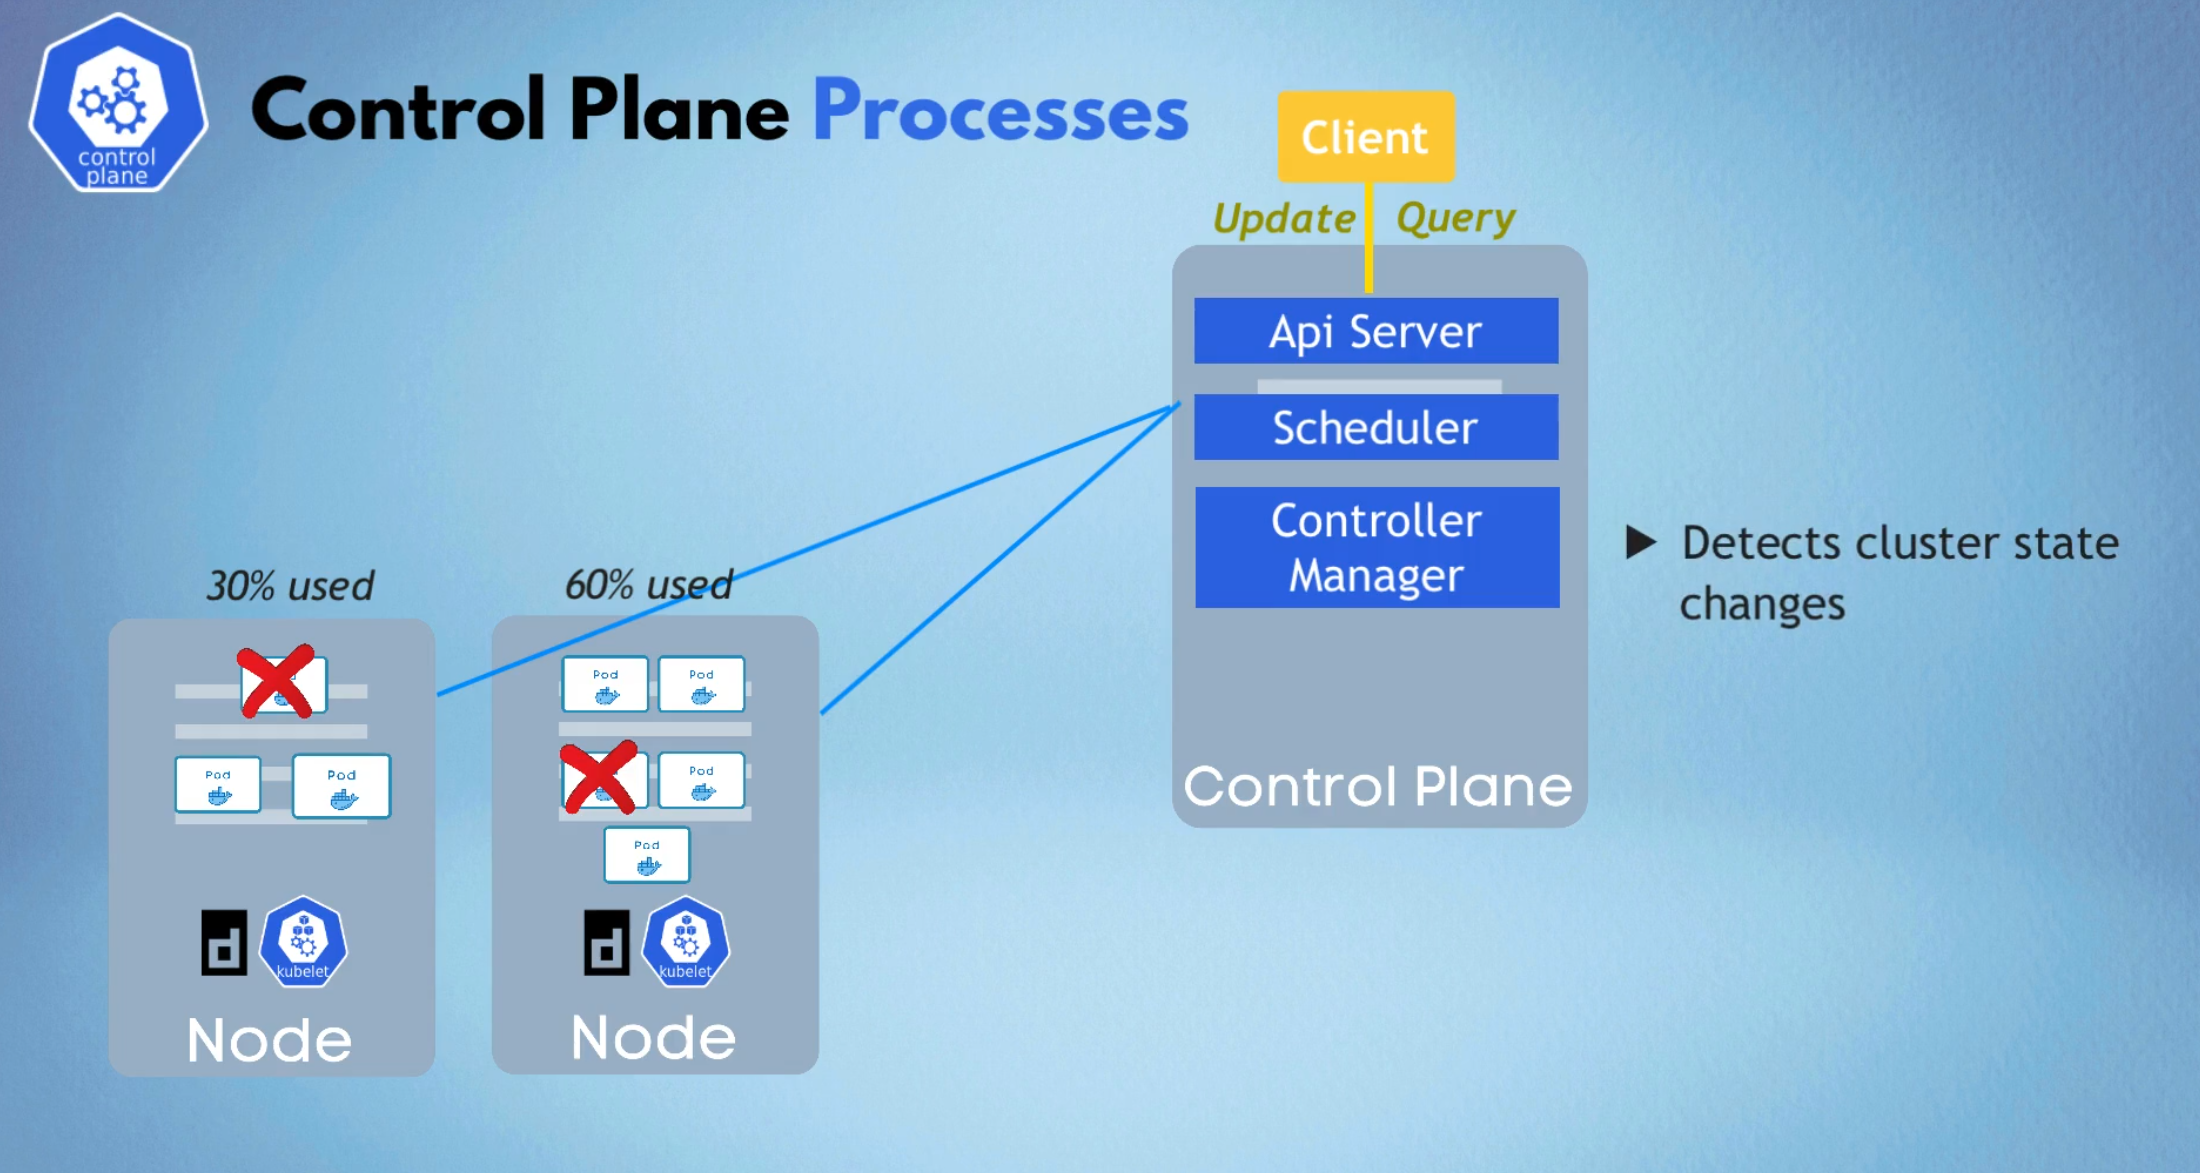 control
plane
Control Plane Processes
Client
Update Query
Api Server
Scheduler
Controller
Manager
Detects cluster state
changes
Control Plane
30% used
60% used
Pod
Pod
Pod
Pod
Pod
Pod
d
kubelet
Node
d
kubelet
Node